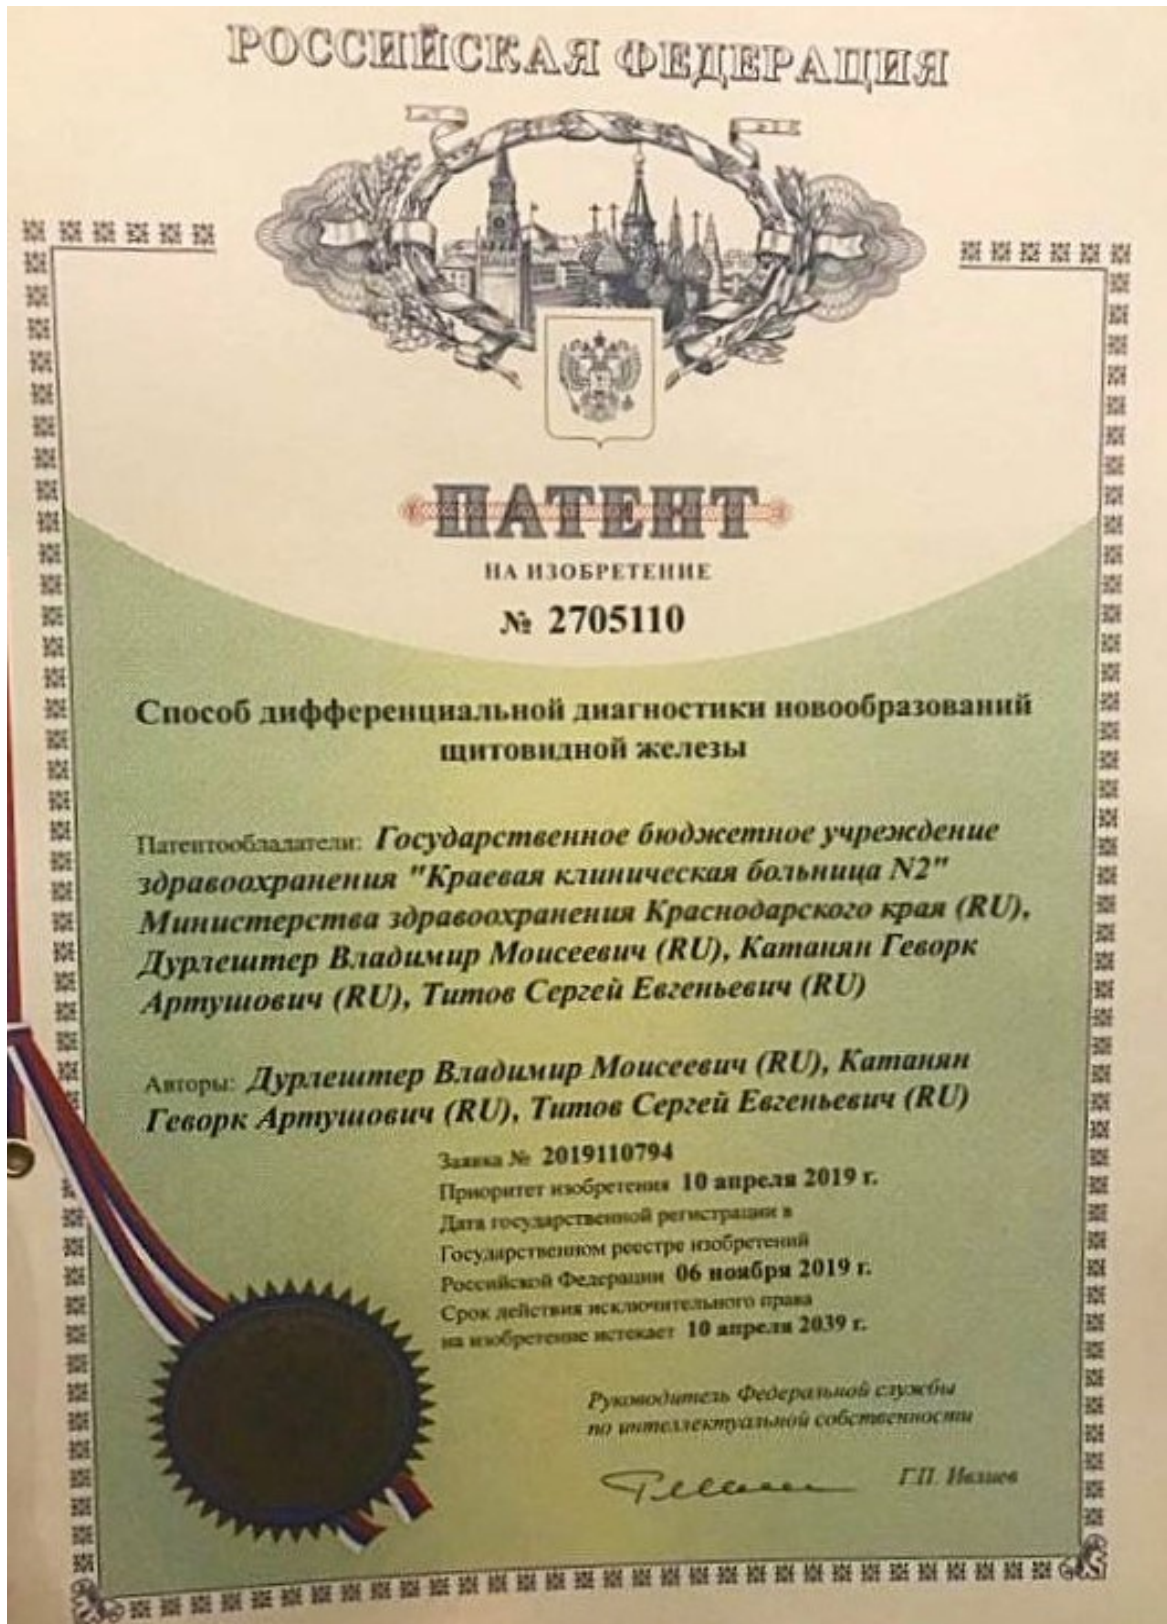 РОССИЙСКАЯ ФЕДЕРАЦИЯ
ПАТЕНТ
НА ИЗОБРЕТЕНИЕ
№ 2705110
Способ дифференциальной диагностики новообразований
щитовидной железы
Патентообладатели: Государственное бюджетное учреждение
здравоохранения "Краевая клиническая больница N2"
Министерства здравоохранения Краснодарского края (RU),
Дурлештер Владимир Моисеевич (RU), Катанян Геворк
Артушович (RU), Титов Сергей Евгеньевич (RU)
Авторы: Дурлештер Владимир Моисеевич (RU), Катанян
Геворк Артушович (RU), Титов Сергей Евгеньевич (RU)
Заявка № 2019110794
Приоритет изобретения 10 апреля 2019 г.
Дата государственной регистрации в
Государственном реестре изобретений
Российской Федерации 06 ноября 2019 г.
Срок действия исключительного права
на изобретение истекает 10 апреля 2039 г.
Руководитель Федеральной службы
по интеллектуальной собственности
Г.П. Ивлиев